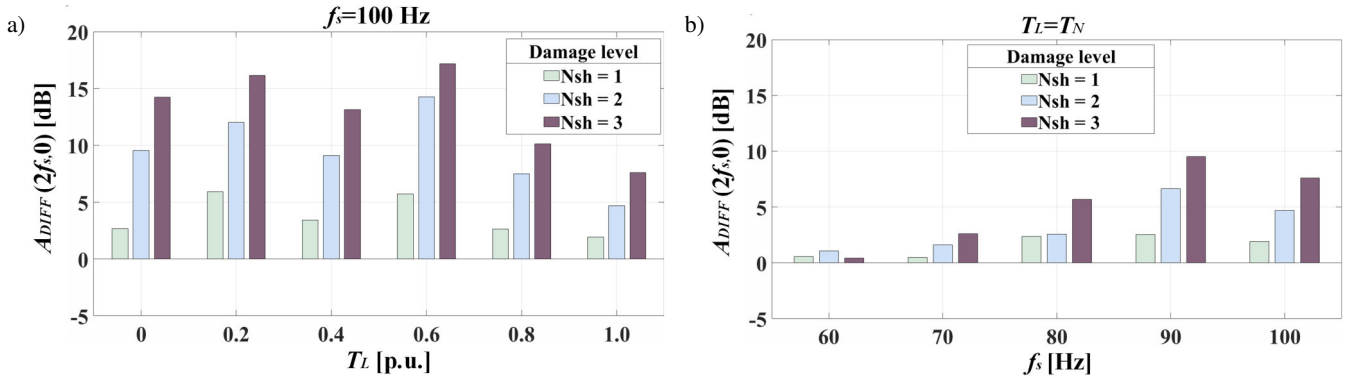 a)
fs=100 Hz
20
15
10
5
0
-5
ADIFF (2fs,0) [dB]
Damage level
Nsh = 1
Nsh = 2
Nsh = 3
0 0.2 0.4 0.6 0.8 1.0
TL [p.u.]
b)
TL=TN
20
15
10
5
0
-5
ADIFF (2fs,0) [dB]
Damage level
Nsh = 1
Nsh = 2
Nsh = 3
60 70 80 90 100
fs [Hz]